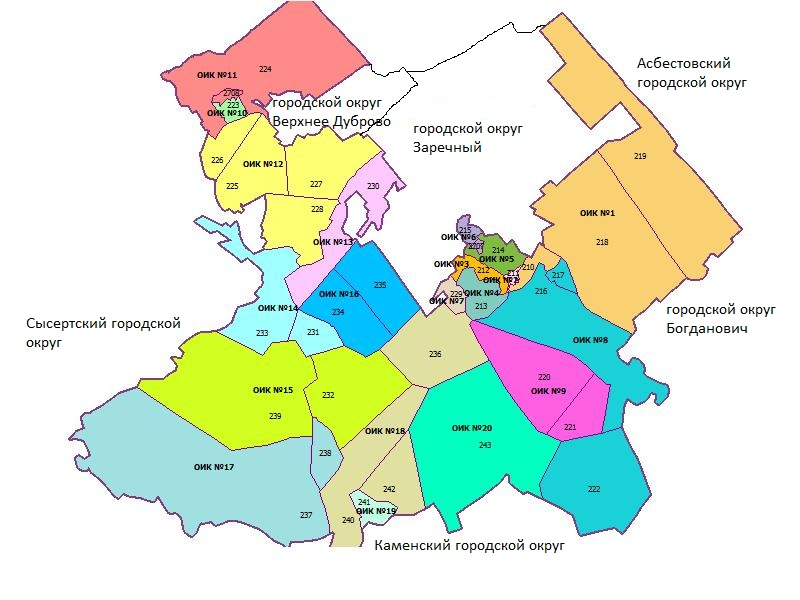 Асбестовский
городской округ
ОИК №11
224
2708
223
ОИК №10
городской округ
Верхнее Дуброво
городской округ
Заречный
226
ОИК №12
225
227
230
228
219
ОИК №1
218
215
ОИК №6
214
ОИК №5
ОИК №3
212
211
210
217
216
ОИК №13
ОИК №7
229
ОИК №4
213
235
ОИК №16
234
ОИК №14
233
231
Сысертский городской
округ
городской округ
Богданович
ОИК №8
236
220
ОИК №9
221
ОИК №15
239
232
ОИК №18
ОИК №20
243
238
ОИК №17
237
242
241
ОИК №19
240
222
Каменский городской округ